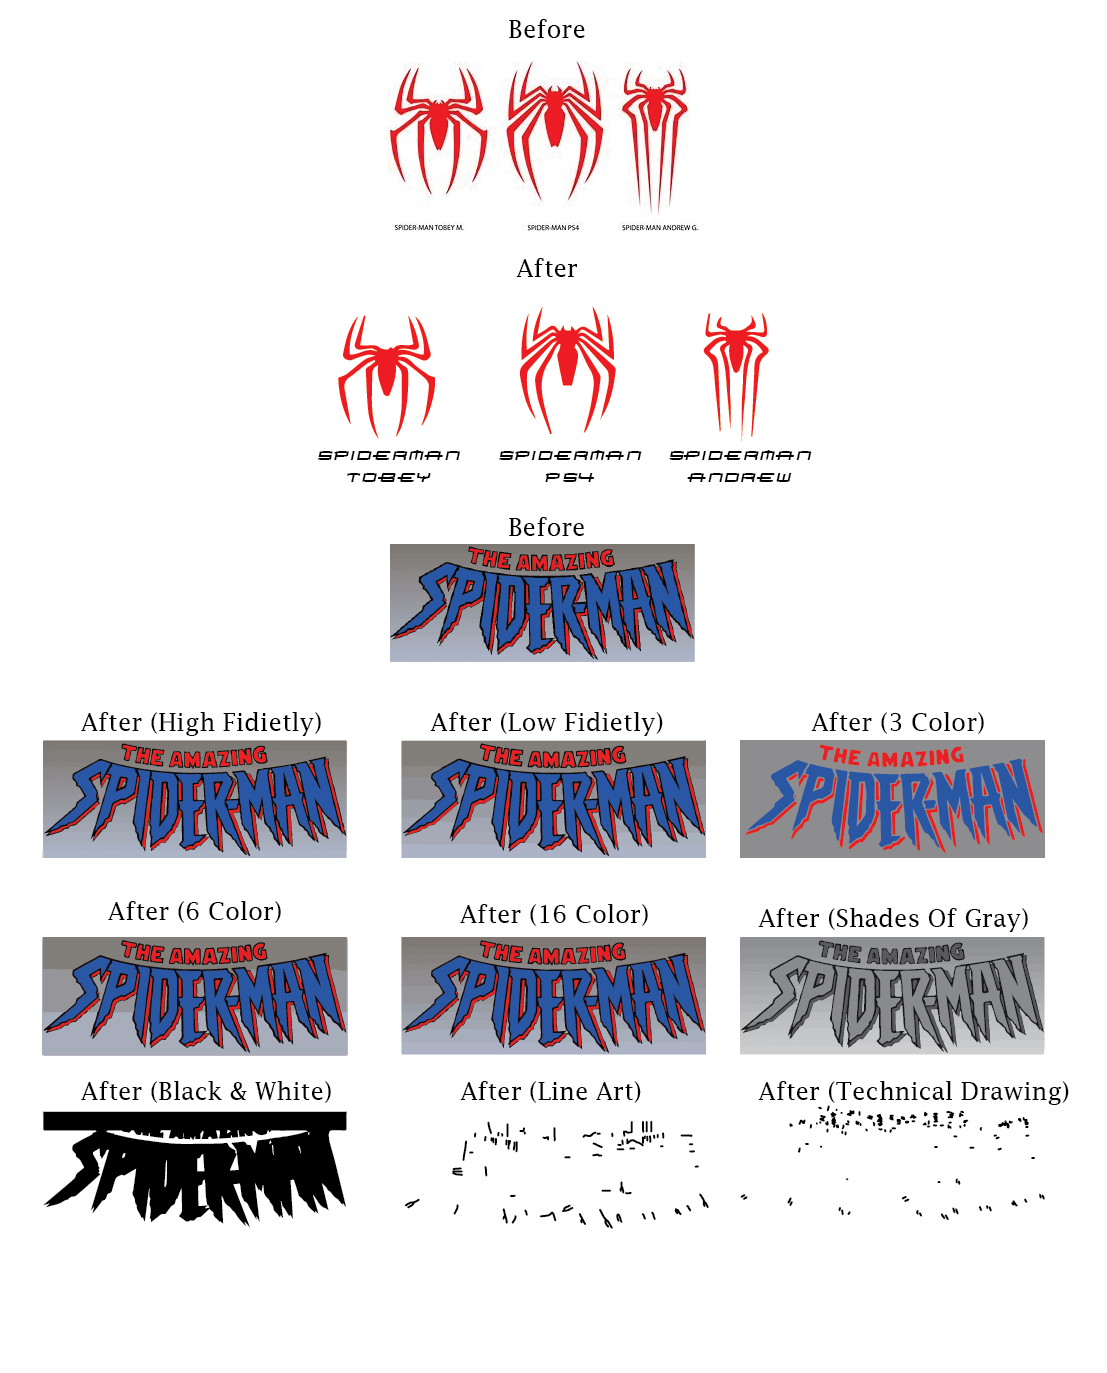 Before
SPIDER-MAN TOBEY M. SPIDER-MAN PS4 SPIDER-MAN ANDREW G.
After
SPIDERMAN SPIDERMAN SPIDERMAN
TOBEY PS4 ANDREW
Before
THE AMAZING
SPIDER-MAN
After (High Fidietly) After (Low Fidietly) After (3 Color)
THE AMAZING THE AMAZING THE AMAZING
SPIDER-MAN SPIDER-MAN SPIDER-MAN
After (6 Color) After (16 Color) After (Shades Of Gray)
THE AMAZING THE AMAZING THE AMAZING
SPIDER-MAN SPIDER-MAN SPIDER-MAN
After (Black & White) After (Line Art) After (Technical Drawing)
SPIDER-MAN